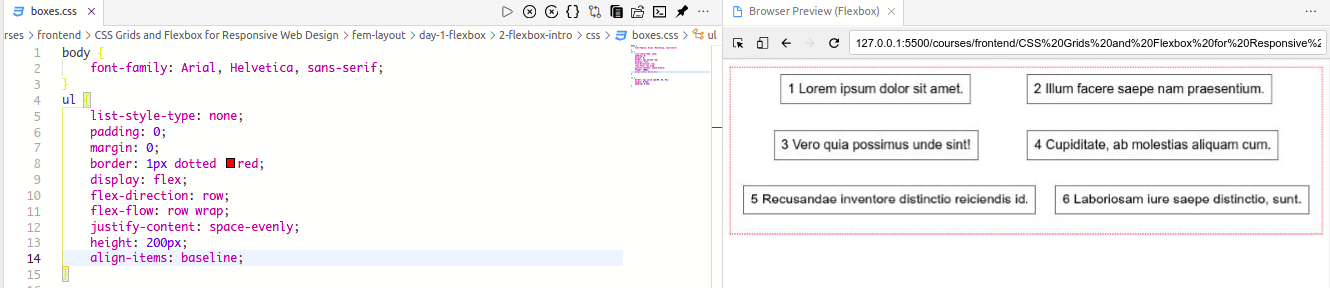 boxes.css
rses > frontend > CSS Grids and Flexbox for Responsive Web Design > fem-layout > day-1-flexbox > 2-flexbox-intro > css > boxes.css > ul
1 body {
2 font-family: Arial, Helvetica, sans-serif;
3 }
4 ul {
5 list-style-type: none;
6 padding: 0;
7 margin: 0;
8 border: 1px dotted red;
9 display: flex;
10 flex-direction: row;
11 flex-flow: row wrap;
12 justify-content: space-evenly;
13 height: 200px;
14 align-items: baseline;
15 }
16
Browser Preview (Flexbox)
127.0.0.1:5500/courses/frontend/CSS%20Grids%20and%20Flexbox%20for%20Responsive%2
1 Lorem ipsum dolor sit amet.
2 Illum facere saepe nam praesentium.
3 Vero quia possimus unde sint!
4 Cupiditate, ab molestias aliquam cum.
5 Recusandae inventore distinctio reiciendis id.
6 Laboriosam iure saepe distinctio, sunt.